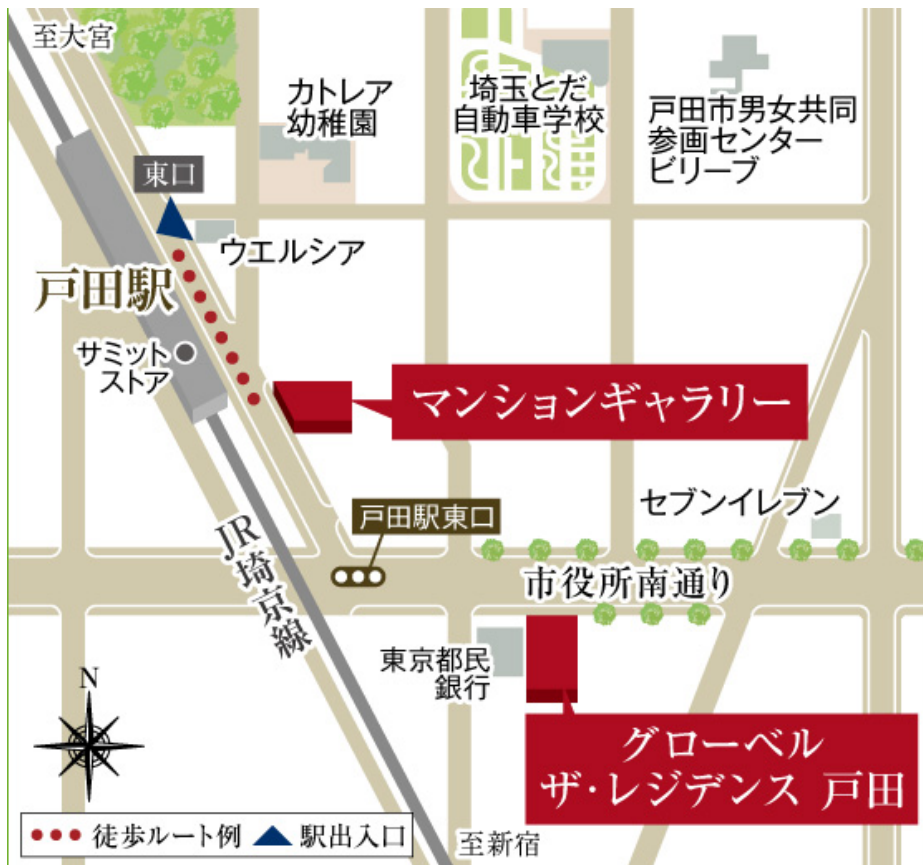 至大宮
カトレア
幼稚園
埼玉とだ
自動車学校
戸田市男女共同
参画センター
ビリーブ
東口
ウエルシア
戸田駅
サミット
ストア
マンションギャラリー
セブンイレブン
戸田駅東口
JR埼京線
市役所南通り
東京都民
銀行
N
グローベル
ザ・レジデンス 戸田
徒歩ルート例
駅出入口
至新宿